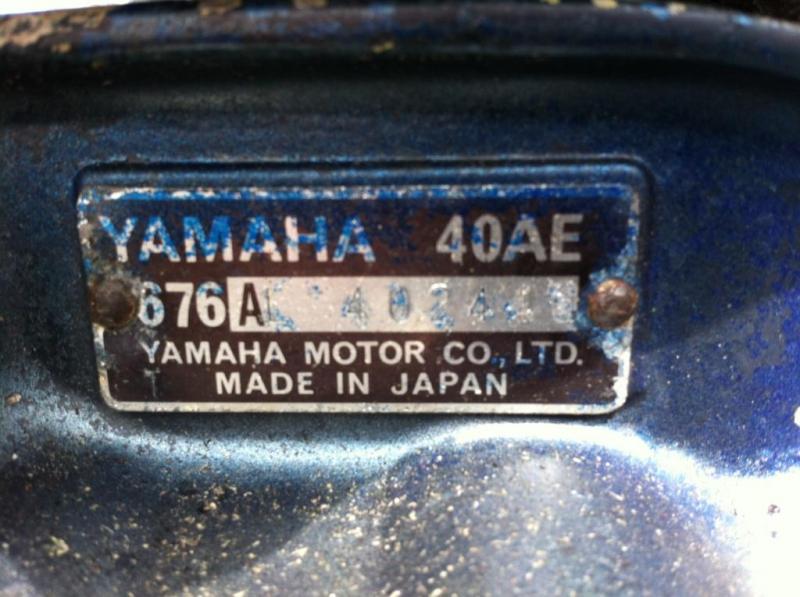 YAMAHA 40AE
676A
YAMAHA MOTOR CO., LTD.
T MADE IN JAPAN